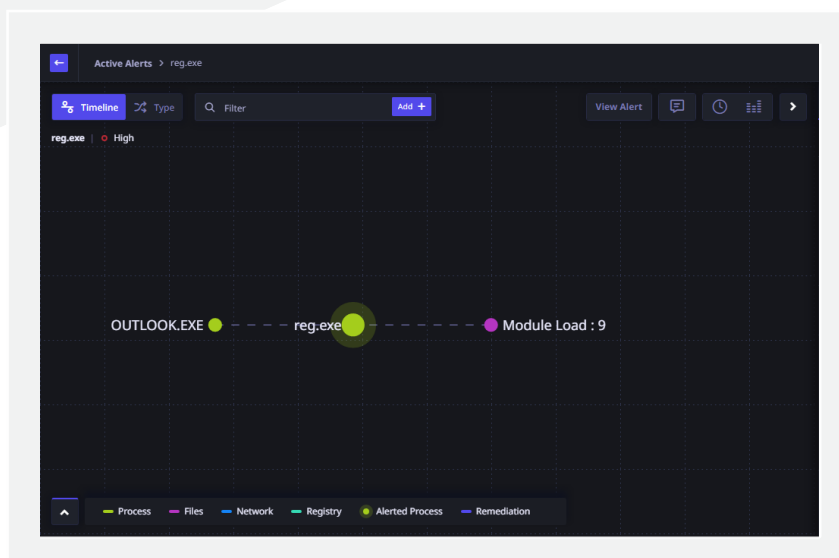 Active Alerts > reg.exe
Timeline Type Filter Add + View Alert
reg.exe | High
OUTLOOK.EXE reg.exe Module Load : 9
Process Files Network Registry Alerted Process Remediation